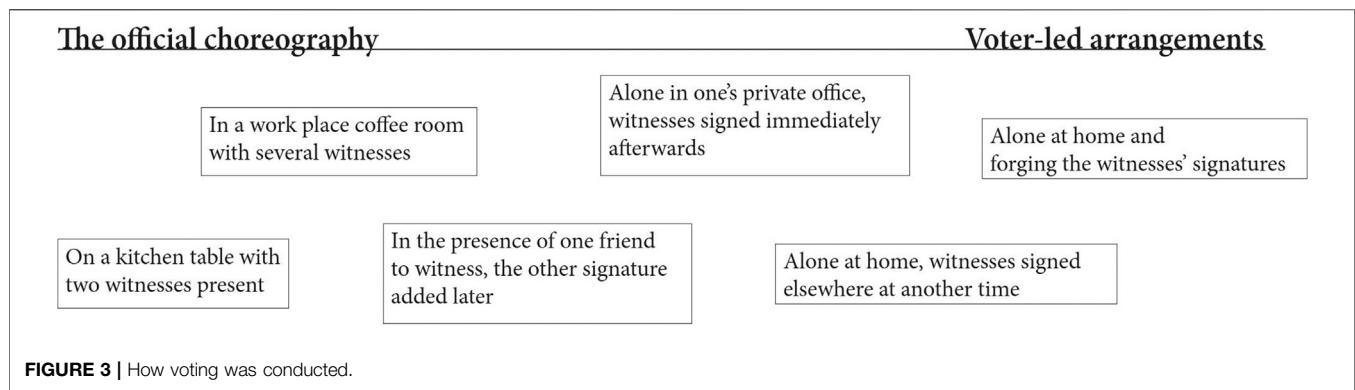 The official choreography
Voter-led arrangements
In a work place coffee room
with several witnesses
Alone in one’s private office,
witnesses signed immediately
afterwards
Alone at home and
forging the witnesses’ signatures
On a kitchen table with
two witnesses present
In the presence of one friend
to witness, the other signature
added later
Alone at home, witnesses signed
elsewhere at another time
FIGURE 3 | How voting was conducted.